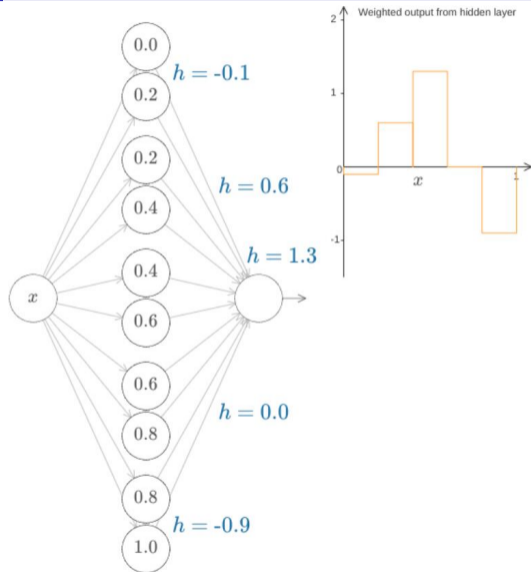 0.0
h = -0.1
0.2
0.2
h = 0.6
0.4
h = 1.3
0.4
x
0.6
0.6
h = 0.0
0.8
0.8
h = -0.9
1.0
Weighted output from hidden layer
2
1
0
x
1
-1